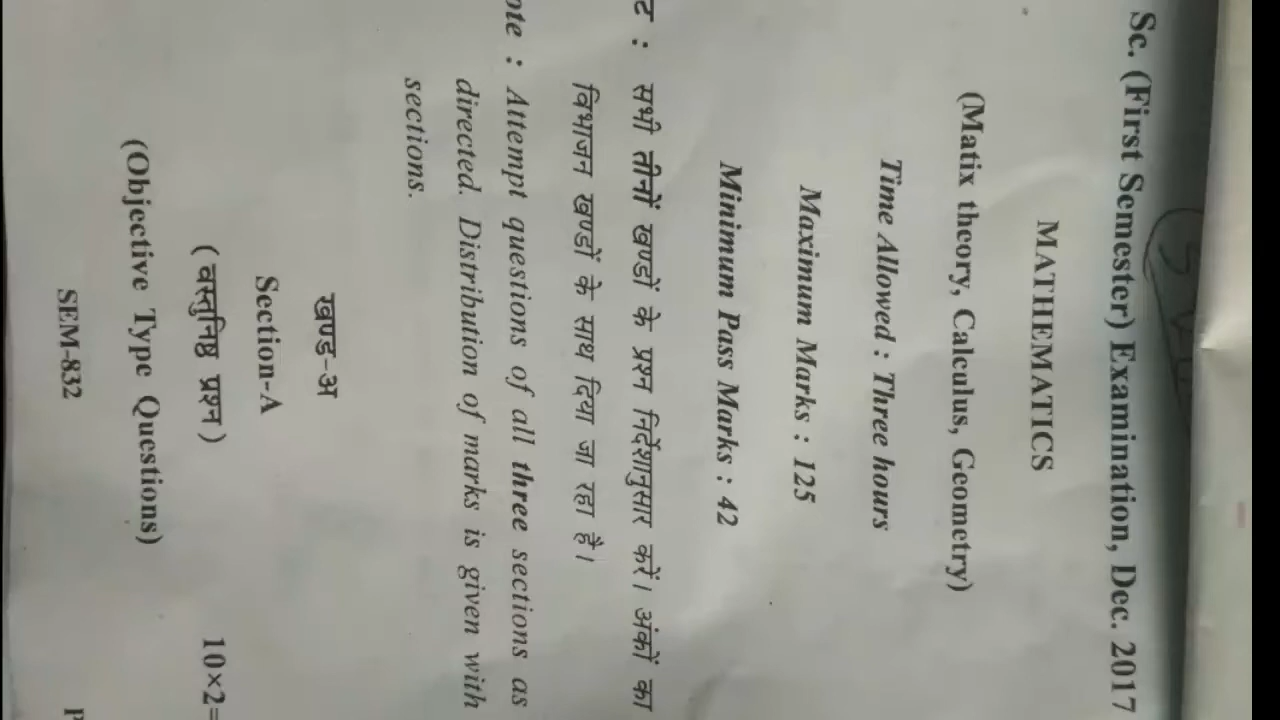 Sc. (First Semester) Examination, Dec. 2017
MATHEMATICS
(Matix theory, Calculus, Geometry)
Time Allowed : Three hours
Maximum Marks : 125
Minimum Pass Marks : 42
ट : सभी तीनों खण्डों के प्रश्न निर्देशानुसार करें। अंकों का
विभाजन खण्डों के साथ दिया जा रहा है।
ote : Attempt questions of all three sections as
directed. Distribution of marks is given with
sections.
खण्ड-अ
Section-A
(वस्तुनिष्ठ प्रश्न) 10×2=
(Objective Type Questions)
SEM-832 P